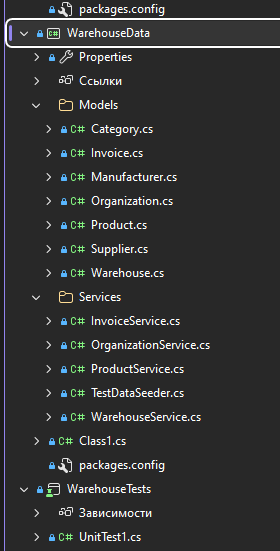 packages.config
WarehouseData
Properties
Ссылки
Models
C# Category.cs
C# Invoice.cs
C# Manufacturer.cs
C# Organization.cs
C# Product.cs
C# Supplier.cs
C# Warehouse.cs
Services
C# InvoiceService.cs
C# OrganizationService.cs
C# ProductService.cs
C# TestDataSeeder.cs
C# WarehouseService.cs
C# Class1.cs
packages.config
WarehouseTests
Зависимости
C# UnitTest1.cs